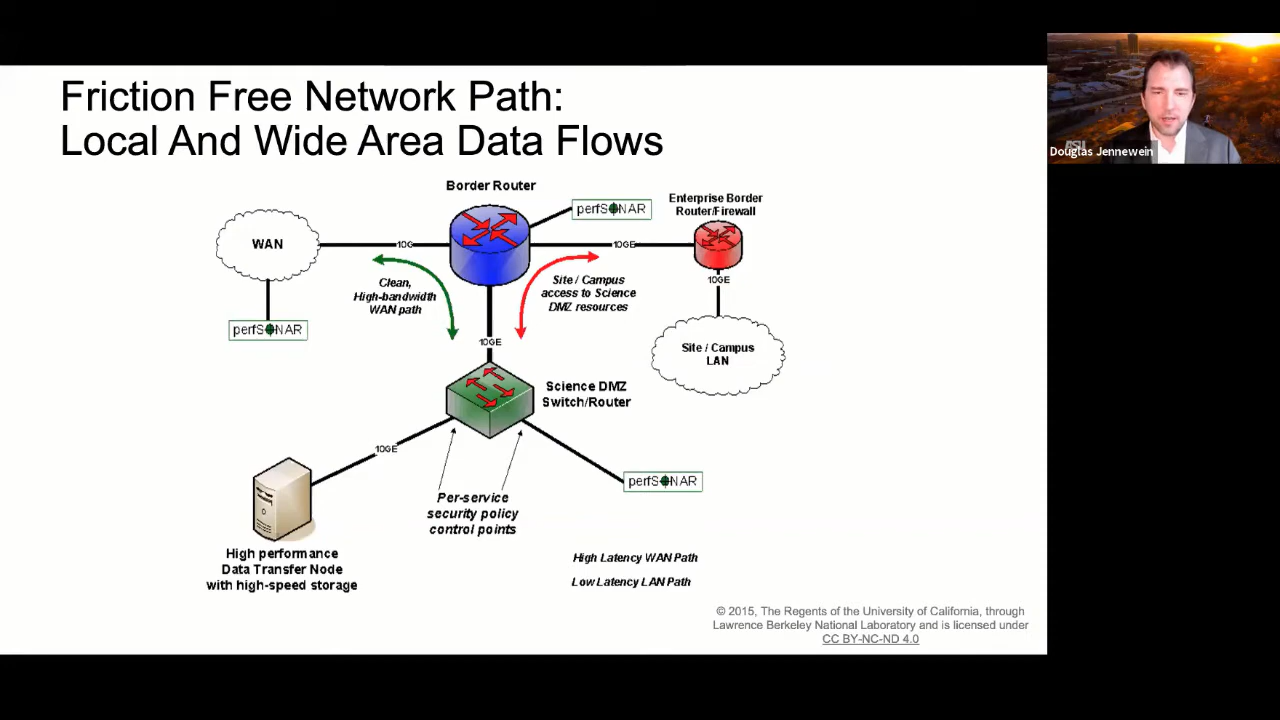 Friction Free Network Path:
Local And Wide Area Data Flows
Border Router
perfSONAR
Enterprise Border
Router/Firewall
WAN
10G
10GE
10GE
Clean,
High-bandwidth
WAN path
Site / Campus
access to Science
DMZ resources
perfSONAR
10GE
Site / Campus
LAN
Science DMZ
Switch/Router
10GE
perfSONAR
Per-service
security policy
control points
High performance
Data Transfer Node
with high-speed storage
High Latency WAN Path
Low Latency LAN Path
© 2015, The Regents of the University of California, through
Lawrence Berkeley National Laboratory and is licensed under
CC BY-NC-ND 4.0
ASU
Douglas Jennewein